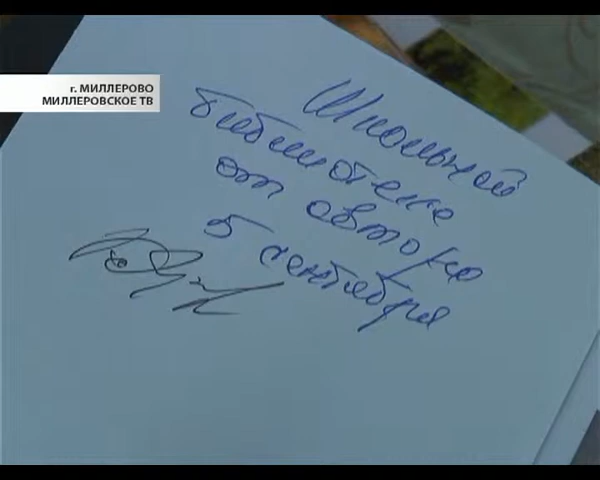 г. МИЛЛЕРОВО
МИЛЛЕРОВСКОЕ ТВ
Школьной
библиотеке
от автора
5 сентября